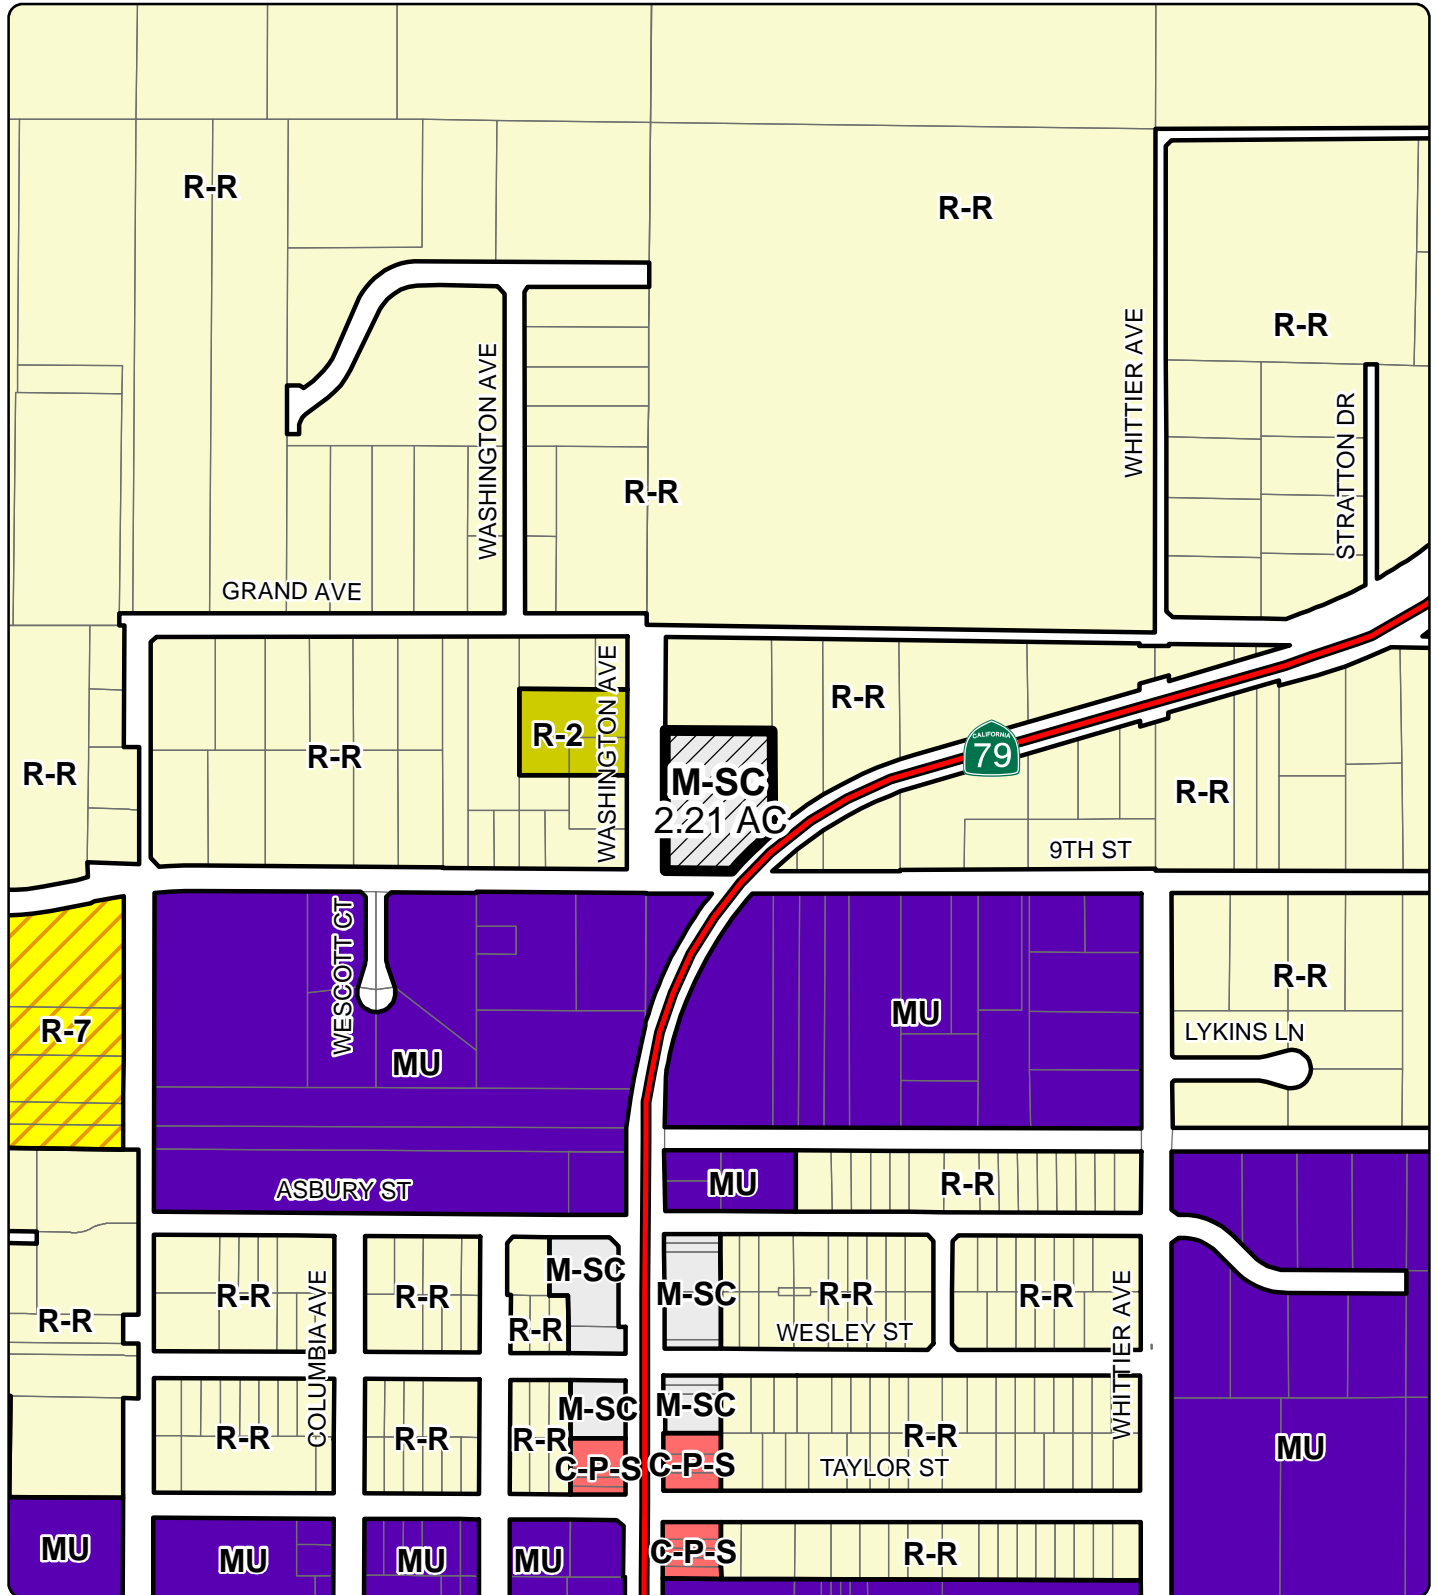 R-R
R-R
WASHINGTON AVE
WHITTIER AVE
R-R
STRATTON DR
R-R
GRAND AVE
R-R
R-2
WASHINGTON AVE
R-R
R-R
M-SC
2.21 AC
CALIFORNIA
79
R-R
9TH ST
R-7
WESCOTT CT
MU
MU
R-R
LYKINS LN
ASBURY ST
MU
R-R
R-R
R-R
COLUMBIA AVE
R-R
M-SC
R-R
M-SC
R-R
WESLEY ST
R-R
WHITTIER AVE
R-R
R-R
R-R
M-SC
C-P-S
M-SC
C-P-S
R-R
TAYLOR ST
MU
MU
MU
MU
MU
C-P-S
R-R